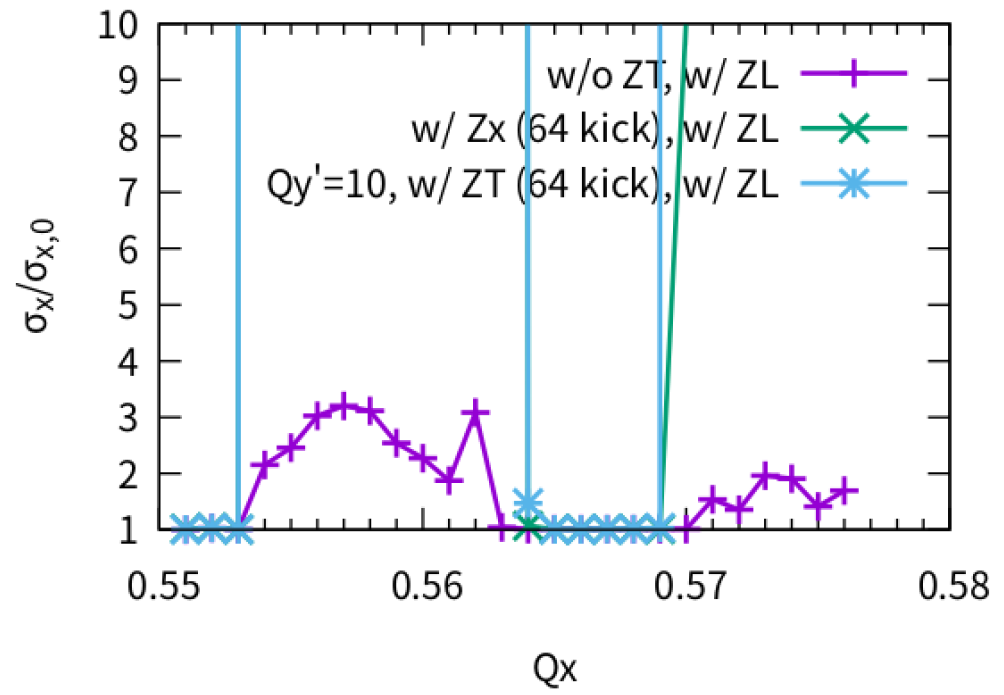 10
9
8
7
6
5
4
3
2
1
σx/σx,0
w/o ZT, w/ ZL
w/ Zx (64 kick), w/ ZL
Qy'=10, w/ ZT (64 kick), w/ ZL
0.55 0.56 0.57 0.58
Qx